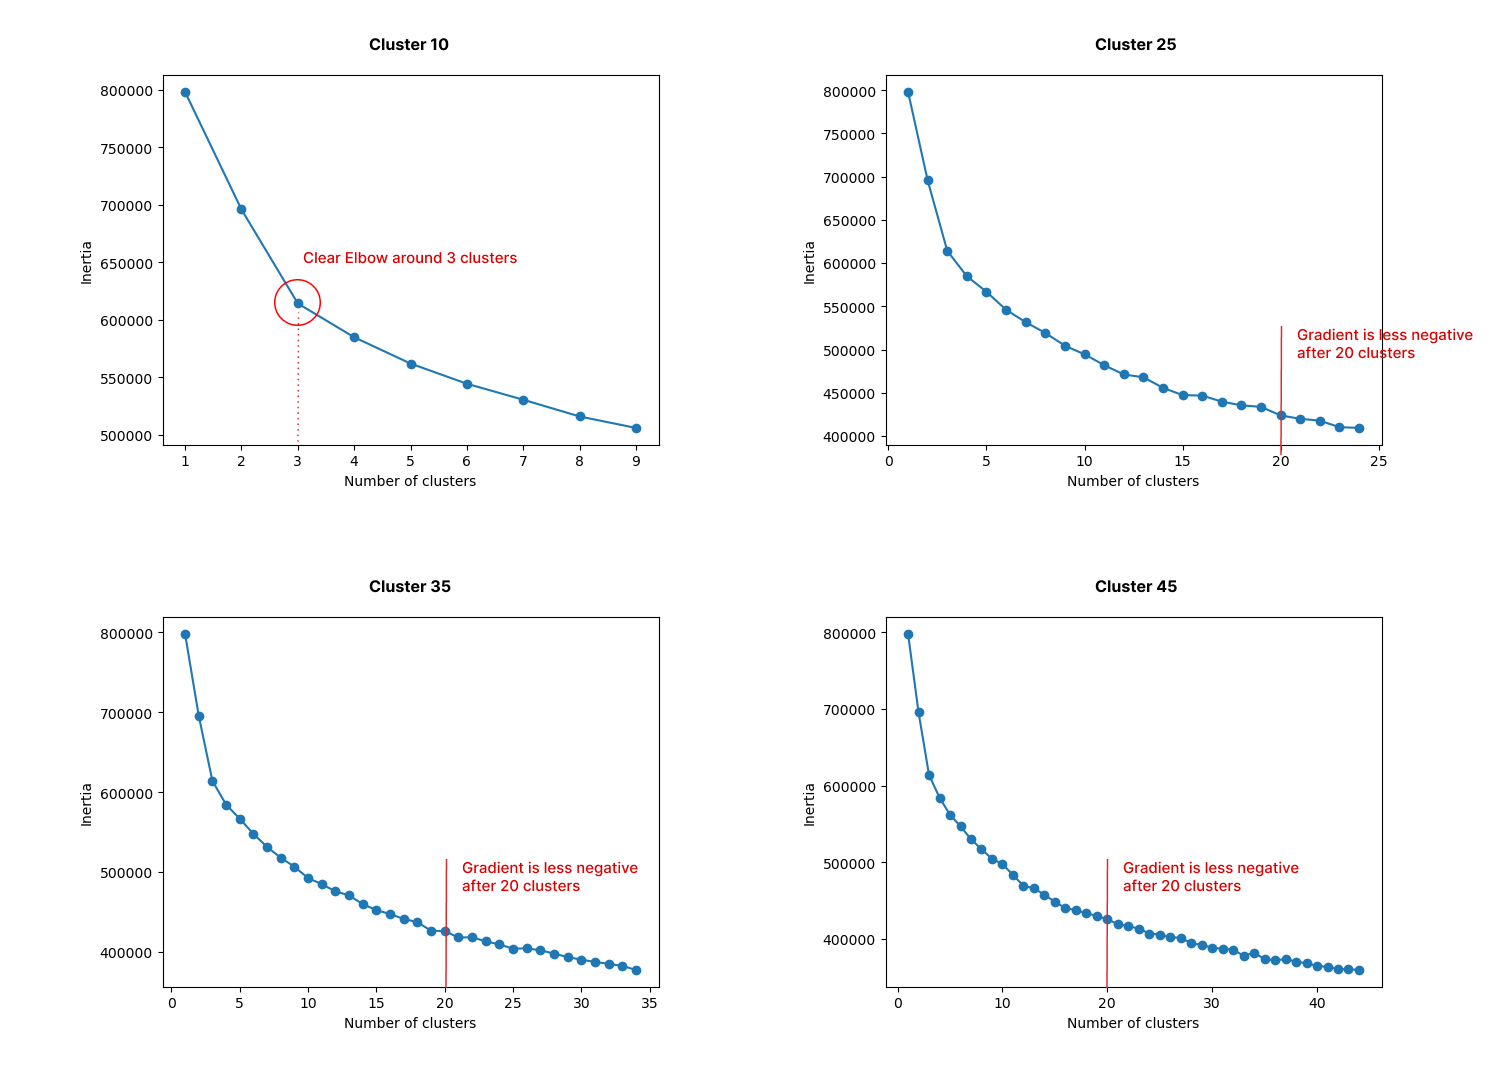 Cluster 10
800000
750000
700000
650000
600000
550000
500000
Inertia
Clear Elbow around 3 clusters
1 2 3 4 5 6 7 8 9
Number of clusters
Cluster 25
800000
750000
700000
650000
600000
550000
500000
450000
400000
Inertia
Gradient is less negative
after 20 clusters
0 5 10 15 20 25
Number of clusters
Cluster 35
800000
700000
600000
500000
400000
Inertia
Gradient is less negative
after 20 clusters
0 5 10 15 20 25 30 35
Number of clusters
Cluster 45
800000
700000
600000
500000
400000
Inertia
Gradient is less negative
after 20 clusters
0 10 20 30 40
Number of clusters